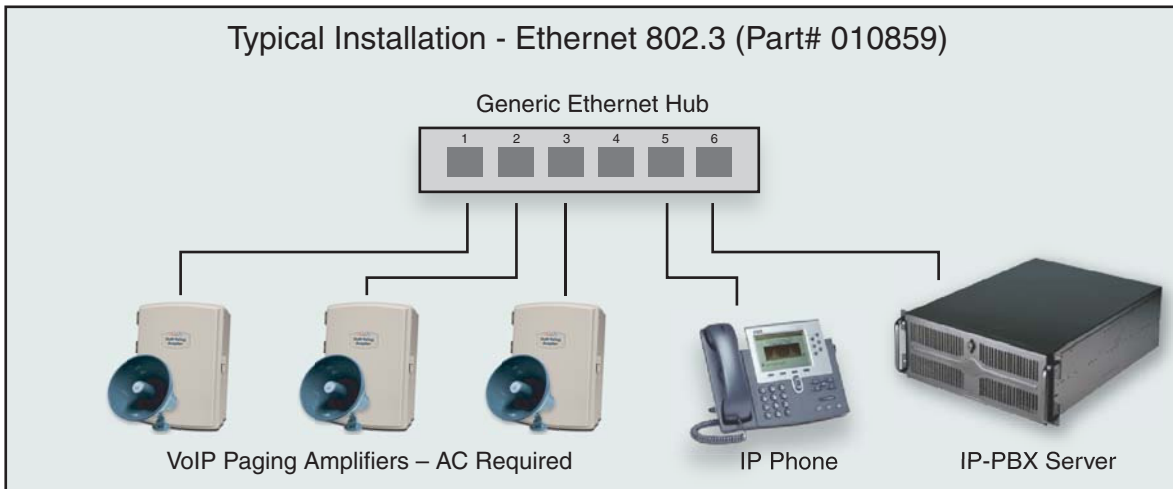 Typical Installation - Ethernet 802.3 (Part# 010859)
Generic Ethernet Hub
1 2 3 4 5 6
VoIP Paging Amplifiers – AC Required
IP Phone
IP-PBX Server